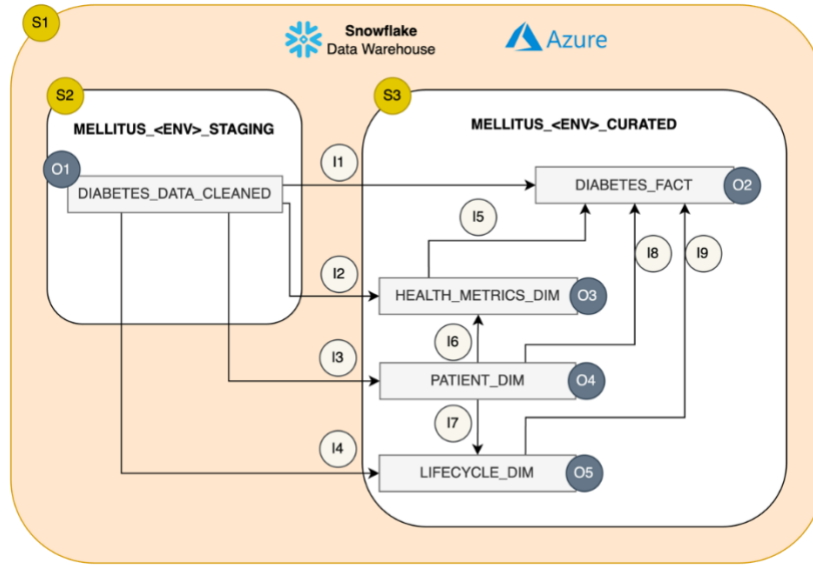 S1
Snowflake
Data Warehouse
Azure
S2
S3
MELLITUS_<ENV>_STAGING
MELLITUS_<ENV>_CURATED
O1
DIABETES_DATA_CLEANED
I1
DIABETES_FACT
O2
I5
I8
I9
I2
HEALTH_METRICS_DIM
O3
I6
I3
PATIENT_DIM
O4
I7
I4
LIFECYCLE_DIM
O5